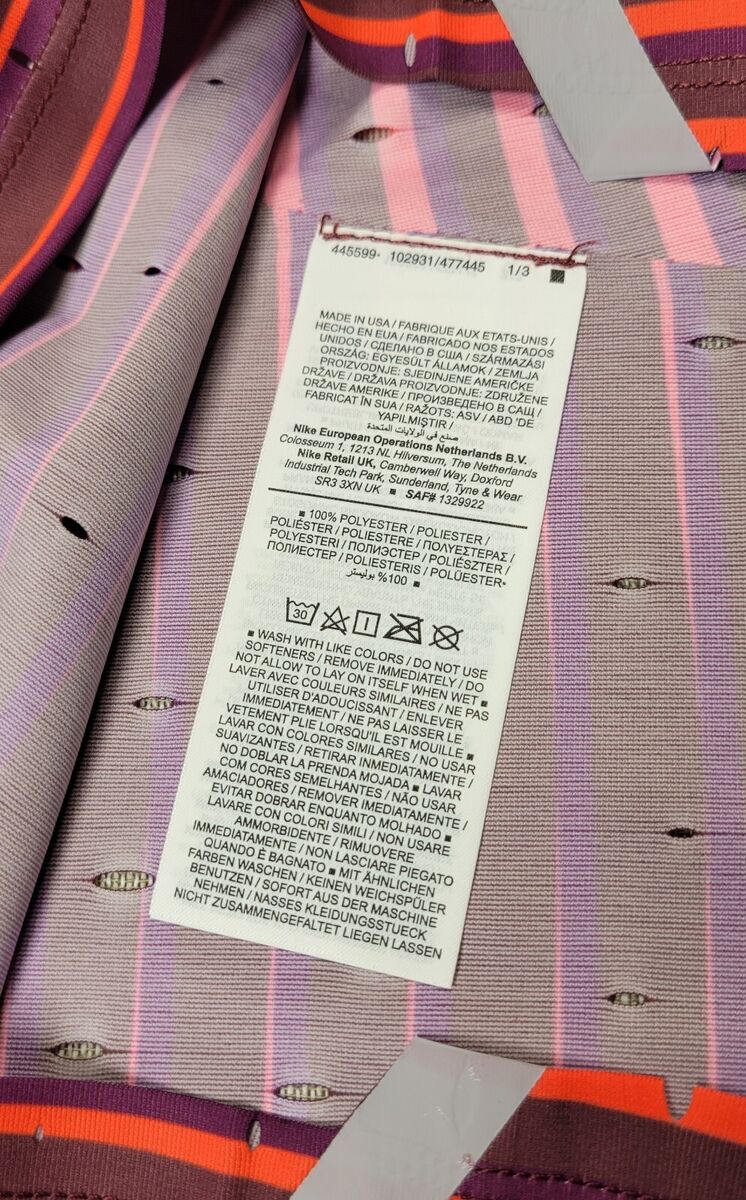 445599* 102931/477445 1/3
MADE IN USA / FABRIQUE AUX ETATS-UNIS /
HECHO EN EUA / FABRICADO NOS ESTADOS
UNIDOS / СДЕЛАНО В США / SZÁRMAZÁSI
ORSZÁG: EGYESÜLT ÁLLAMOK / ZEMLJA
PROIZVODNJE: SJEDINJENE AMERIČKE
DRŽAVE / DRŽAVA PROIZVODNJE: ZDRUŽENE
DRŽAVE AMERIKE / ПРОИЗВЕДЕНО В САЩ /
FABRICAT ÎN SUA / RAŽOTS: ASV / ABD 'DE
YAPILMIŞTIR /
صنع في الولايات المتحدة
Nike European Operations Netherlands B.V.
Colosseum 1, 1213 NL Hilversum, The Netherlands
Nike Retail UK, Camberwell Way, Doxford
Industrial Tech Park, Sunderland, Tyne & Wear
SR3 3XN UK ■ SAF# 1329922
■ 100% POLYESTER / POLIESTER /
POLIÉSTER / POLIESTERE / ΠΟΛΥΕΣΤΕΡΑΣ /
POLYESTERI / ПОЛИЭСТЕР / POLIÉSZTER /
ПОЛИЕСТЕР / POLIESTERIS / POLÜESTER*
100% بوليستر ■
30
■ WASH WITH LIKE COLORS / DO NOT USE
SOFTENERS / REMOVE IMMEDIATELY / DO
NOT ALLOW TO LAY ON ITSELF WHEN WET ■
LAVER AVEC COULEURS SIMILAIRES / NE PAS
UTILISER D'ADOUCISSANT / ENLEVER
IMMÉDIATEMENT / NE PAS LAISSER LE
VETEMENT PLIE LORSQU'IL EST MOUILLE ■
LAVAR CON COLORES SIMILARES / NO USAR
SUAVIZANTES / RETIRAR INMEDIATAMENTE /
NO DOBLAR LA PRENDA MOJADA ■ LAVAR
COM CORES SEMELHANTES / NÃO USAR
AMACIADORES / REMOVER IMEDIATAMENTE /
EVITAR DOBRAR ENQUANTO MOLHADO ■
LAVARE CON COLORI SIMILI / NON USARE
AMMORBIDENTE / RIMUOVERE
IMMEDIATAMENTE / NON LASCIARE PIEGATO
QUANDO È BAGNATO ■ MIT ÄHNLICHEN
FARBEN WASCHEN / KEINEN WEICHSPÜLER
BENUTZEN / SOFORT AUS DER MASCHINE
NEHMEN / NASSES KLEIDUNGSSTUECK
NICHT ZUSAMMENGEFALTET LIEGEN LASSEN